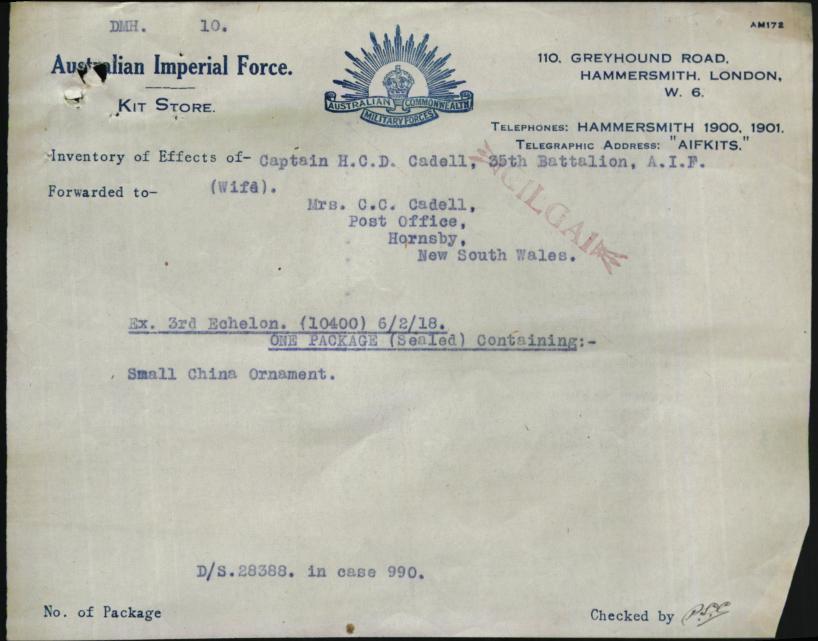 DMH. 10.
AM172
Australian Imperial Force.
KIT STORE.
AUSTRALIAN COMMONWEALTH
MILITARY FORCES
110, GREYHOUND ROAD,
HAMMERSMITH, LONDON,
W. 6.
TELEPHONES: HAMMERSMITH 1900, 1901.
TELEGRAPHIC ADDRESS: "AIFKITS."
Inventory of Effects of- Captain H.C.D. Cadell, 35th Battalion, A.I.F.
Forwarded to- (Wife).
Mrs. C.C. Cadell,
Post Office,
Hornsby,
New South Wales.
Ex. 3rd Echelon. (10400) 6/2/18.
ONE PACKAGE (Sealed) Containing:-
Small China Ornament.
D/S.28388. in case 990.
No. of Package
Checked by